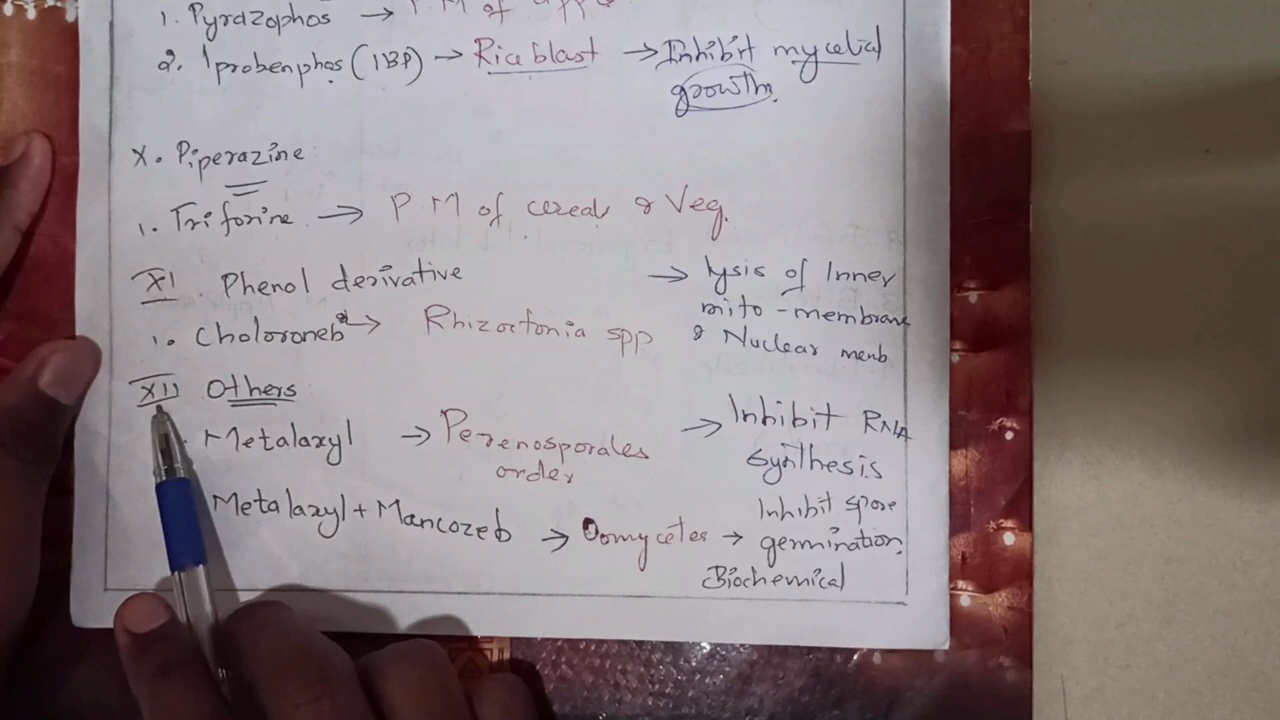 1. Pyrazophos → P.M of
2. Iprobenphos (IBP) → Rice blast → Inhibit mycelial
growth.
X. Piperazine
1. Triforine → P.M of cereal & Veg.
XI. Phenol derivative → lysis of Inner
mito-membrane
1. Choloroneb → Rhizoctonia spp & Nuclear memb
XII Others
Metalaxyl → Perenosporales order → Inhibit RNA
synthesis
Metalaxyl + Mancozeb → Oomycetes → Inhibit spore
germination.
Biochemical